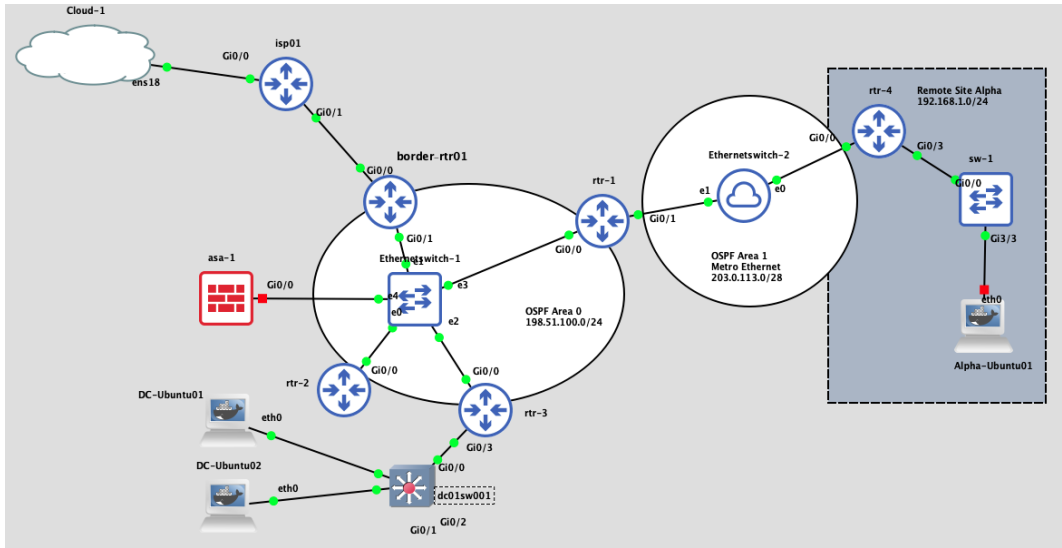 Cloud-1
ens18
Gi0/0
isp01
Gi0/1
Gi0/0
border-rtr01
Gi0/1
e1
Ethernetswitch-1
asa-1
Gi0/0
e4
e0
e3
e2
rtr-2
Gi0/0
Gi0/0
rtr-3
Gi0/3
OSPF Area 0
198.51.100.0/24
rtr-1
Gi0/0
Gi0/1
Ethernetswitch-2
e1
e0
OSPF Area 1
Metro Ethernet
203.0.113.0/28
Gi0/0
rtr-4
Remote Site Alpha
192.168.1.0/24
Gi0/3
sw-1
Gi0/0
Gi3/3
eth0
Alpha-Ubuntu01
DC-Ubuntu01
eth0
DC-Ubuntu02
eth0
Gi0/0
dc01sw001
Gi0/1
Gi0/2